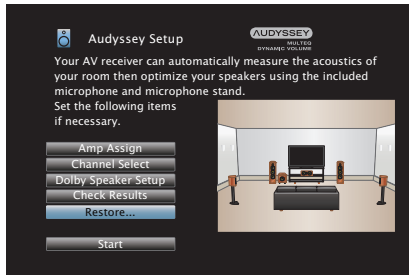 Audyssey Setup
AUDYSSEY
MULTEQ
DYNAMIC VOLUME
Your AV receiver can automatically measure the acoustics of
your room then optimize your speakers using the included
microphone and microphone stand.
Set the following items
if necessary.
Amp Assign
Channel Select
Dolby Speaker Setup
Check Results
Restore...
Start